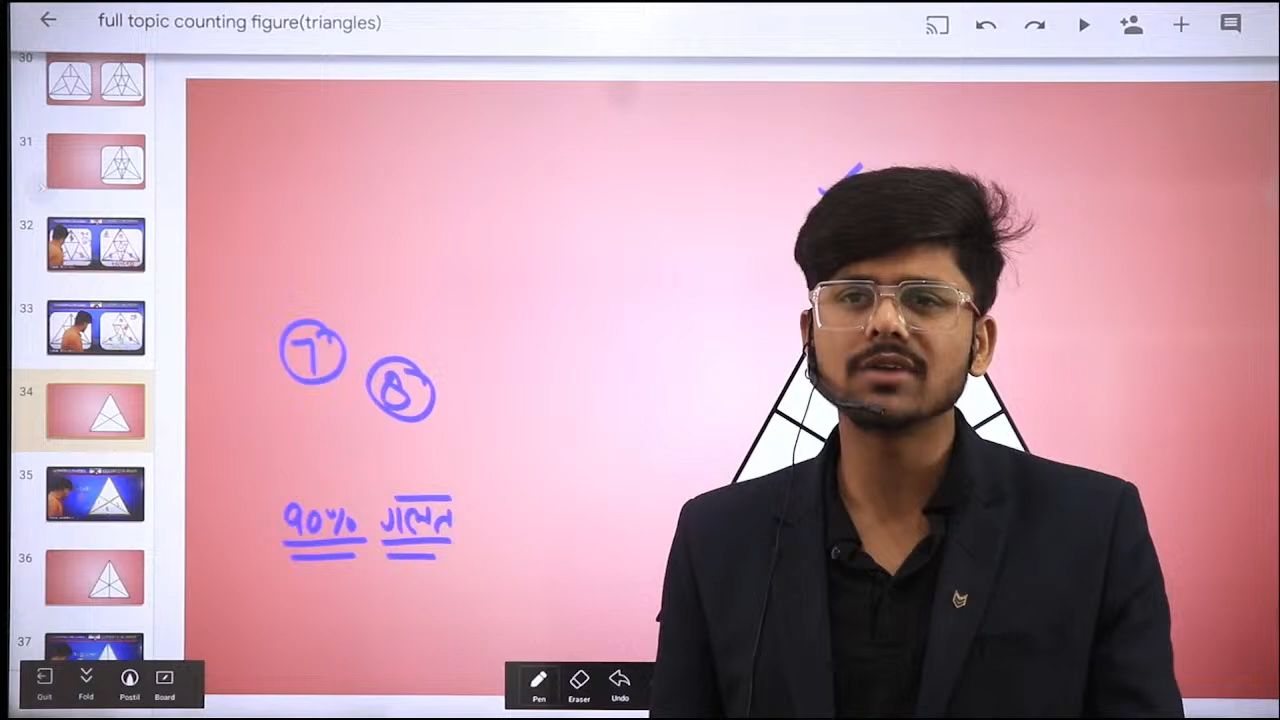 full topic counting figure(triangles)
30
31
32
33
34
35
36
37
7
8
90% गलत
Quit Fold Postil Board
Pen Eraser Undo